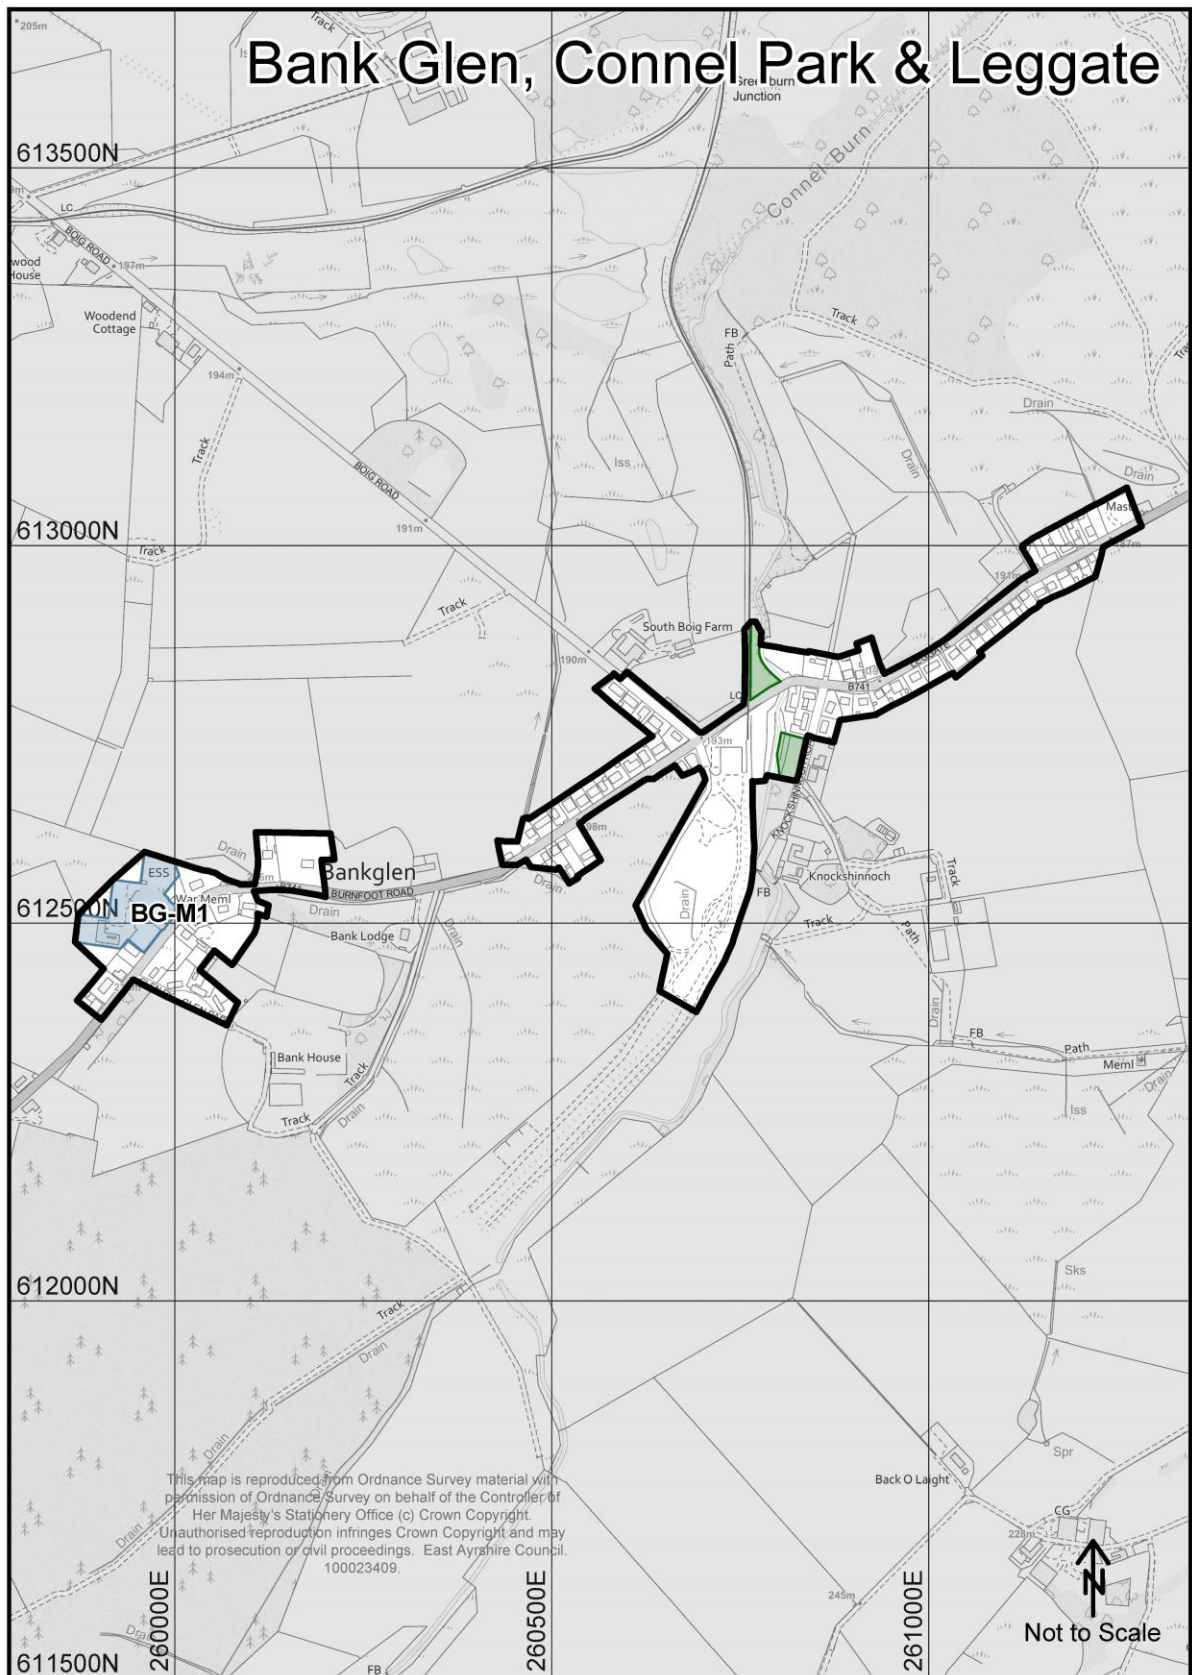 Bank Glen, Connel Park & Leggate
205m
Track
Iss
Junction
613500N
Connel Burn
LC
BOIG ROAD
197m
wood
House
Woodend
Cottage
FB
Path
Track
194m
Drain
Track
Iss
Drain
Drain
BOIG ROAD
191m
Mast
613000N
Track
Track
191m
South Boig Farm
190m
LEGGATE
LC
B741
193m
Drain
ESS
Bankglen
98m
Drain
BURNFOOT ROAD
War Meml
612500N
BG-M1
Drain
Bank Lodge
Drain
Drain
FB
Knockshinnoch
Track
Track
Path
Drain
FB
Path
Meml
Drain
Iss
Bank House
Track
Track
Drain
612000N
Track
Drain
Drain
Sks
Drain
Spr
Back O Laight
CG
228m
This map is reproduced from Ordnance Survey material with
permission of Ordnance Survey on behalf of the Controller of
Her Majesty's Stationery Office (c) Crown Copyright.
Unauthorised reproduction infringes Crown Copyright and may
lead to prosecution or civil proceedings. East Ayrshire Council.
100023409.
Drain
Drain
245m
N
Not to Scale
260000E
260500E
261000E
611500N
FB